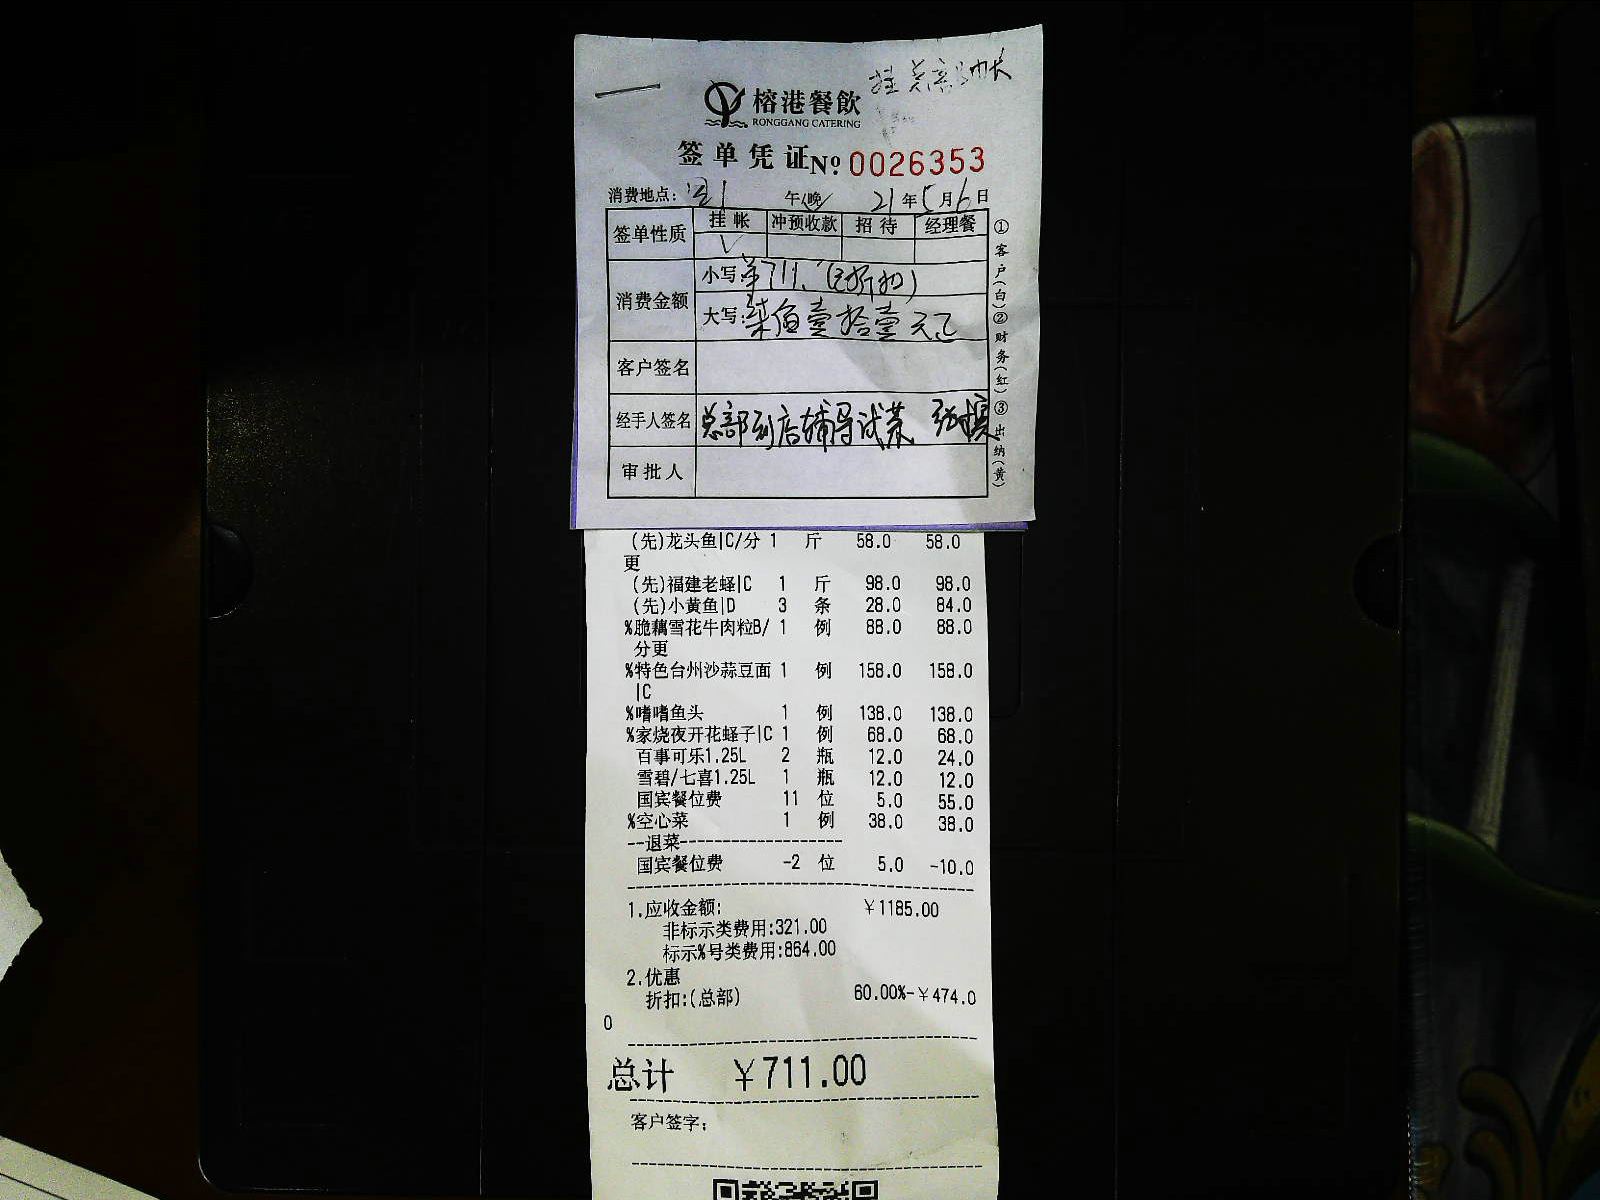 榕港餐飲
RONGGANG CATERING
签单凭证 No: 0026353
消费地点: 午/晚 21年5月6日
签单性质 挂帐 冲预收款 招待 经理餐
√
消费金额 小写: 711.
大写: 柒佰壹拾壹元正
客户签名
经手人签名 总部到店辅导试菜
审批人
①客户(白)②财务(红)③出纳(黄)
(先)龙头鱼|C/分 1 斤 58.0 58.0
更
(先)福建老蛏|C 1 斤 98.0 98.0
(先)小黄鱼|D 3 条 28.0 84.0
%脆藕雪花牛肉粒B/ 1 例 88.0 88.0
分更
%特色台州沙蒜豆面 1 例 158.0 158.0
|C
%嗜嗜鱼头 1 例 138.0 138.0
%家烧夜开花蛏子|C 1 例 68.0 68.0
百事可乐1.25L 2 瓶 12.0 24.0
雪碧/七喜1.25L 1 瓶 12.0 12.0
国宾餐位费 11 位 5.0 55.0
%空心菜 1 例 38.0 38.0
--退菜-------------------
国宾餐位费 -2 位 5.0 -10.0
1.应收金额: ￥1185.00
非标示类费用:321.00
标示%号类费用:864.00
2.优惠
折扣:(总部) 60.00%-￥474.0
0
总计 ￥711.00
客户签字: